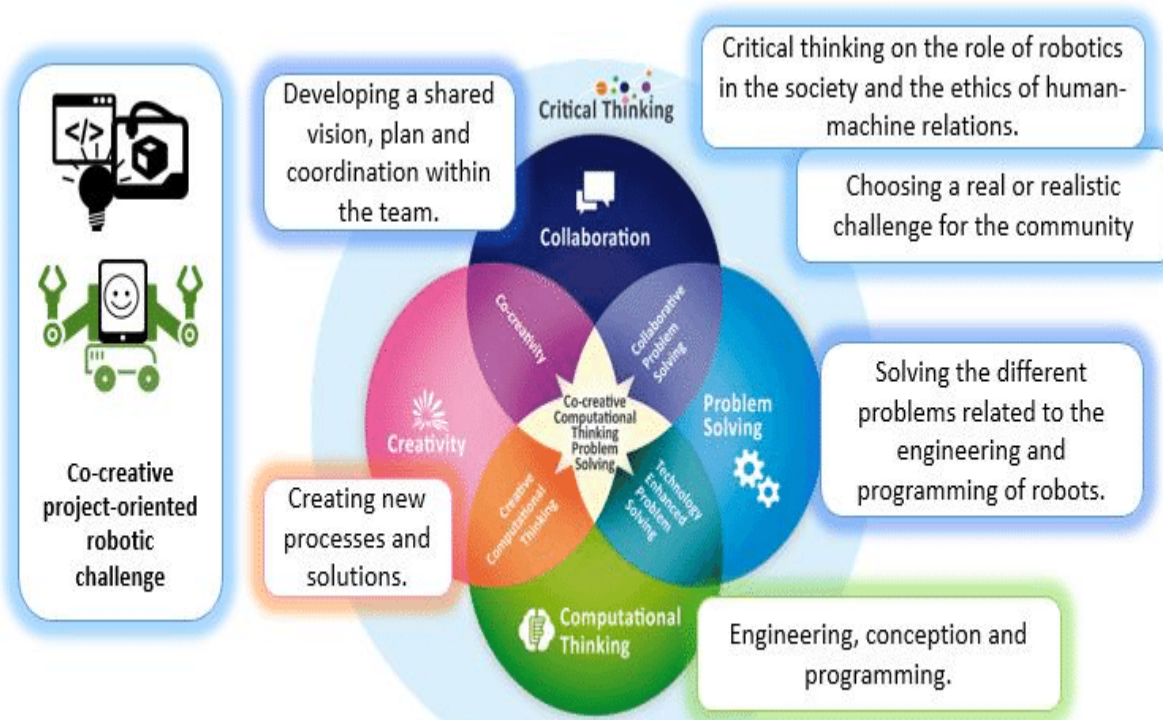 </>
Co-creative
project-oriented
robotic
challenge
Developing a shared
vision, plan and
coordination within
the team.
Critical Thinking
Critical thinking on the role of robotics
in the society and the ethics of human-
machine relations.
Choosing a real or realistic
challenge for the community
Collaboration
Co-creativity
Collaborative
Problem
Solving
Creativity
Co-creative
Computational
Thinking
Problem
Solving
Problem
Solving
Solving the different
problems related to the
engineering and
programming of robots.
Creating new
processes and
solutions.
Creative
Computational
Thinking
Technology
Enhanced
Problem
Solving
Computational
Thinking
Engineering, conception and
programming.